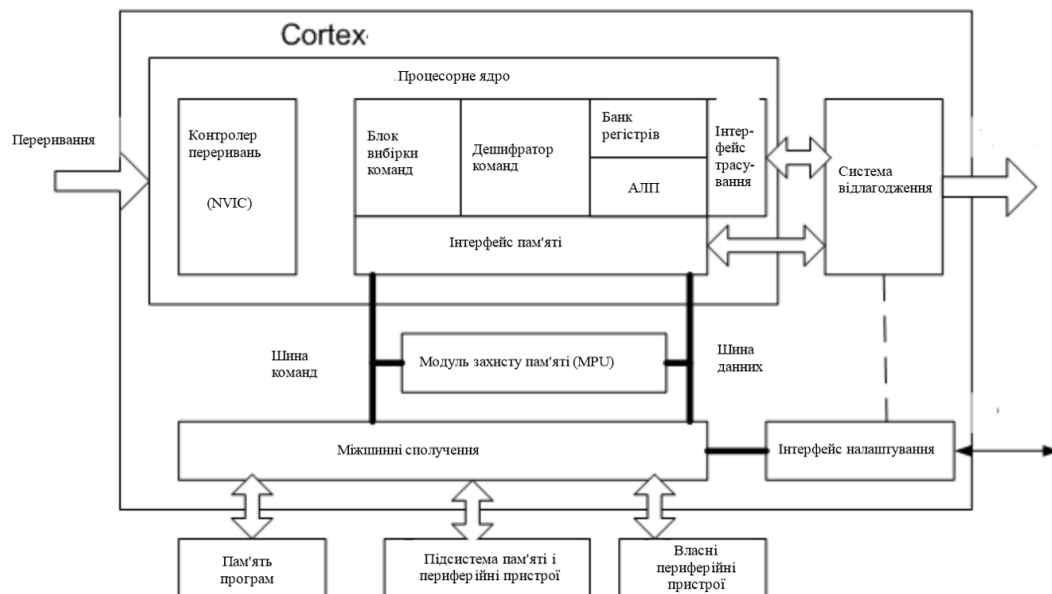 Cortex
Процесорне ядро
Переривання
Контролер
переривань
(NVIC)
Блок
вибірки
команд
Дешифратор
команд
Банк
регістрів
АЛП
Інтер-
фейс
трасу-
вання
Система
відлагодження
Інтерфейс пам'яті
Шина
команд
Модуль захисту пам'яті (MPU)
Шина
данних
Міжшинні сполучення
Інтерфейс налаштування
Пам'ять
програм
Підсистема пам'яті і
периферійні пристрої
Власні
периферійні
пристрої